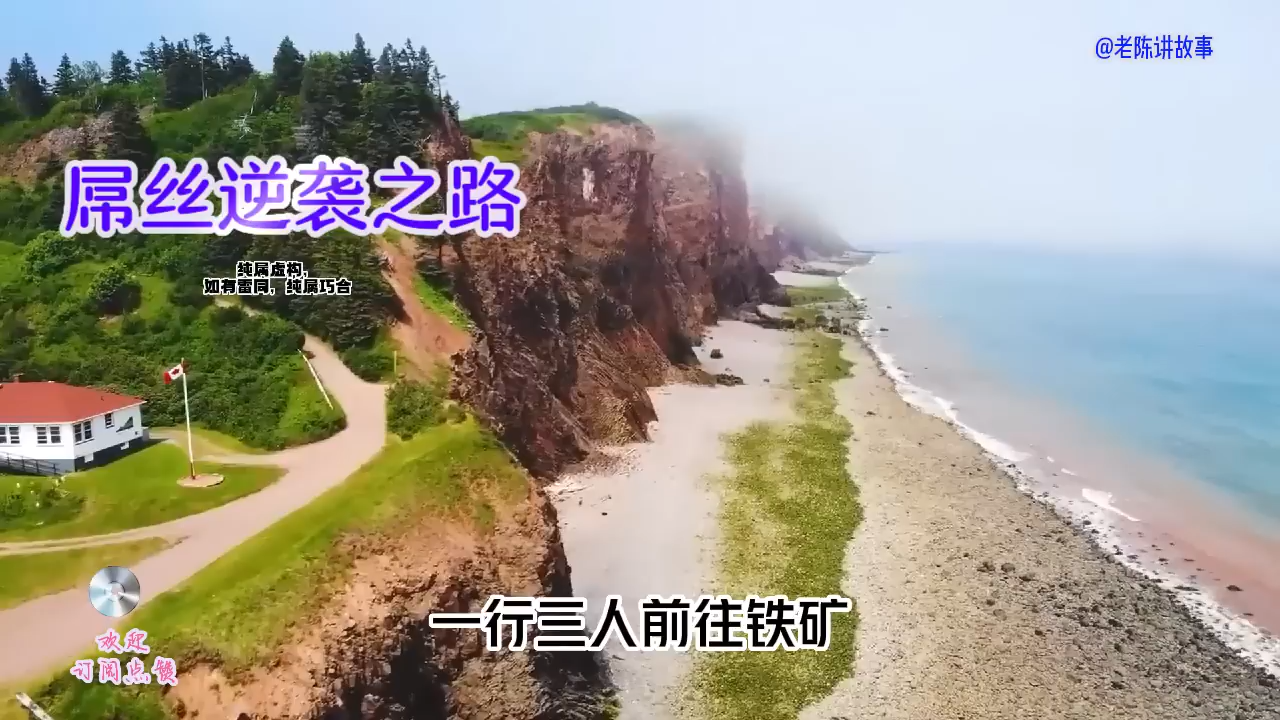 @老陈讲故事
屌丝逆袭之路
纯属虚构，
如有雷同，纯属巧合
一行三人前往铁矿
欢迎
订阅点赞